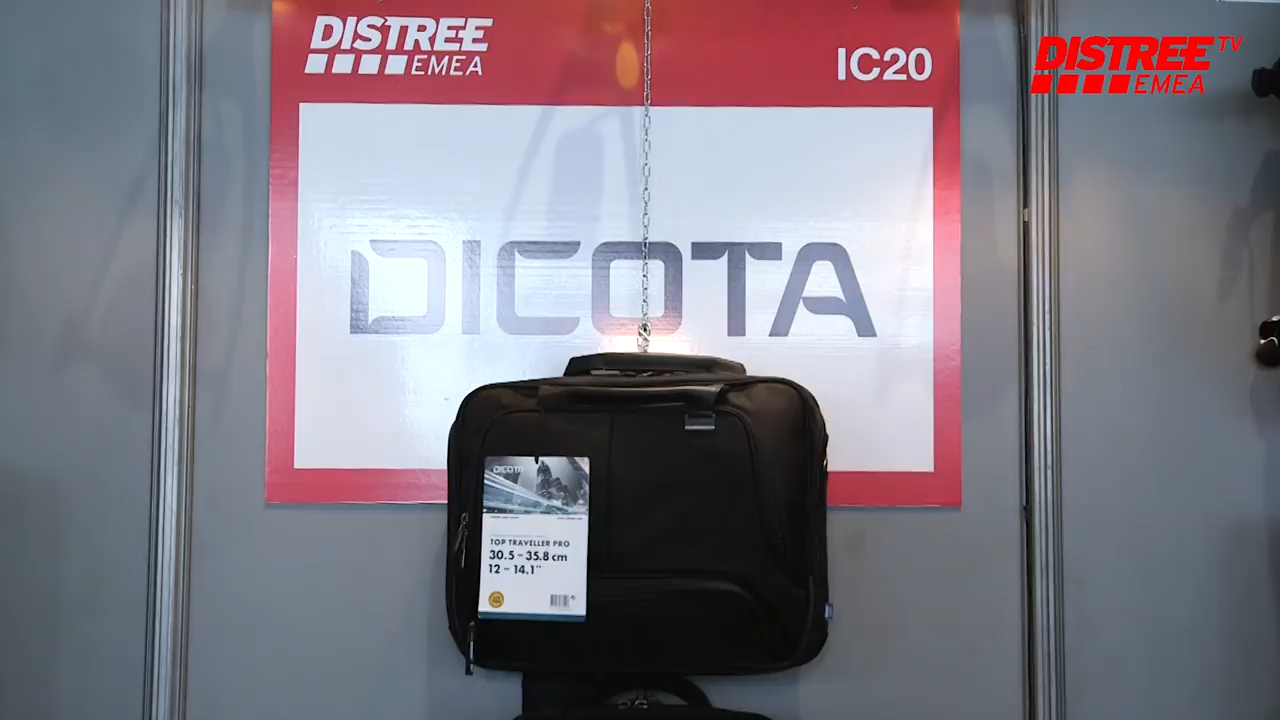 DISTREE
EMEA
IC20
DISTREE TV
EMEA
DICOTA
DICOTA
TOP TRAVELLER PRO
30.5 - 35.8 cm
12 - 14.1"